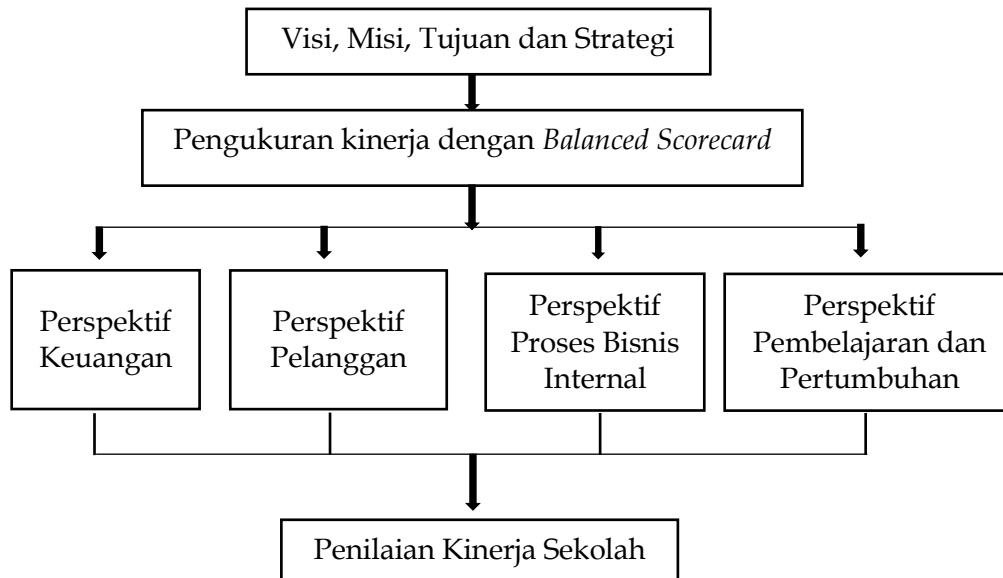 Visi, Misi, Tujuan dan Strategi
Pengukuran kinerja dengan Balanced Scorecard
Perspektif
Keuangan
Perspektif
Pelanggan
Perspektif
Proses Bisnis
Internal
Perspektif
Pembelajaran dan
Pertumbuhan
Penilaian Kinerja Sekolah